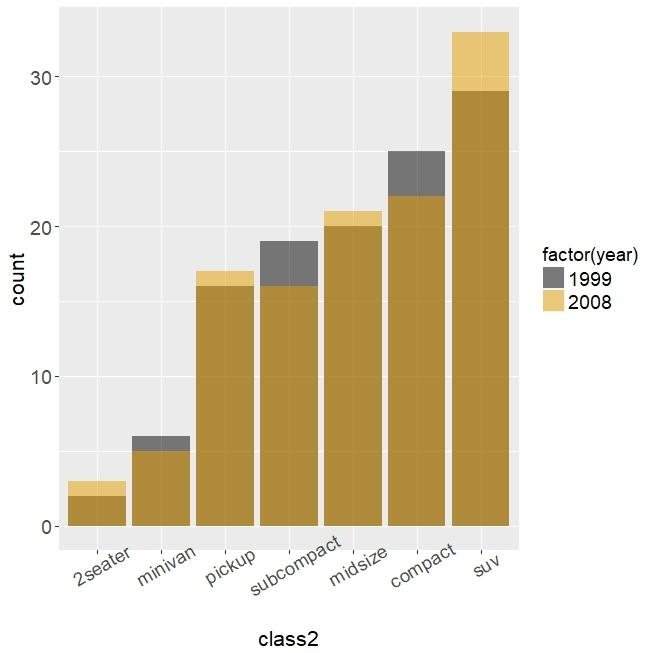 30
20
10
0
count
2seater
minivan
pickup
subcompact
midsize
compact
suv
class2
factor(year)
1999
2008